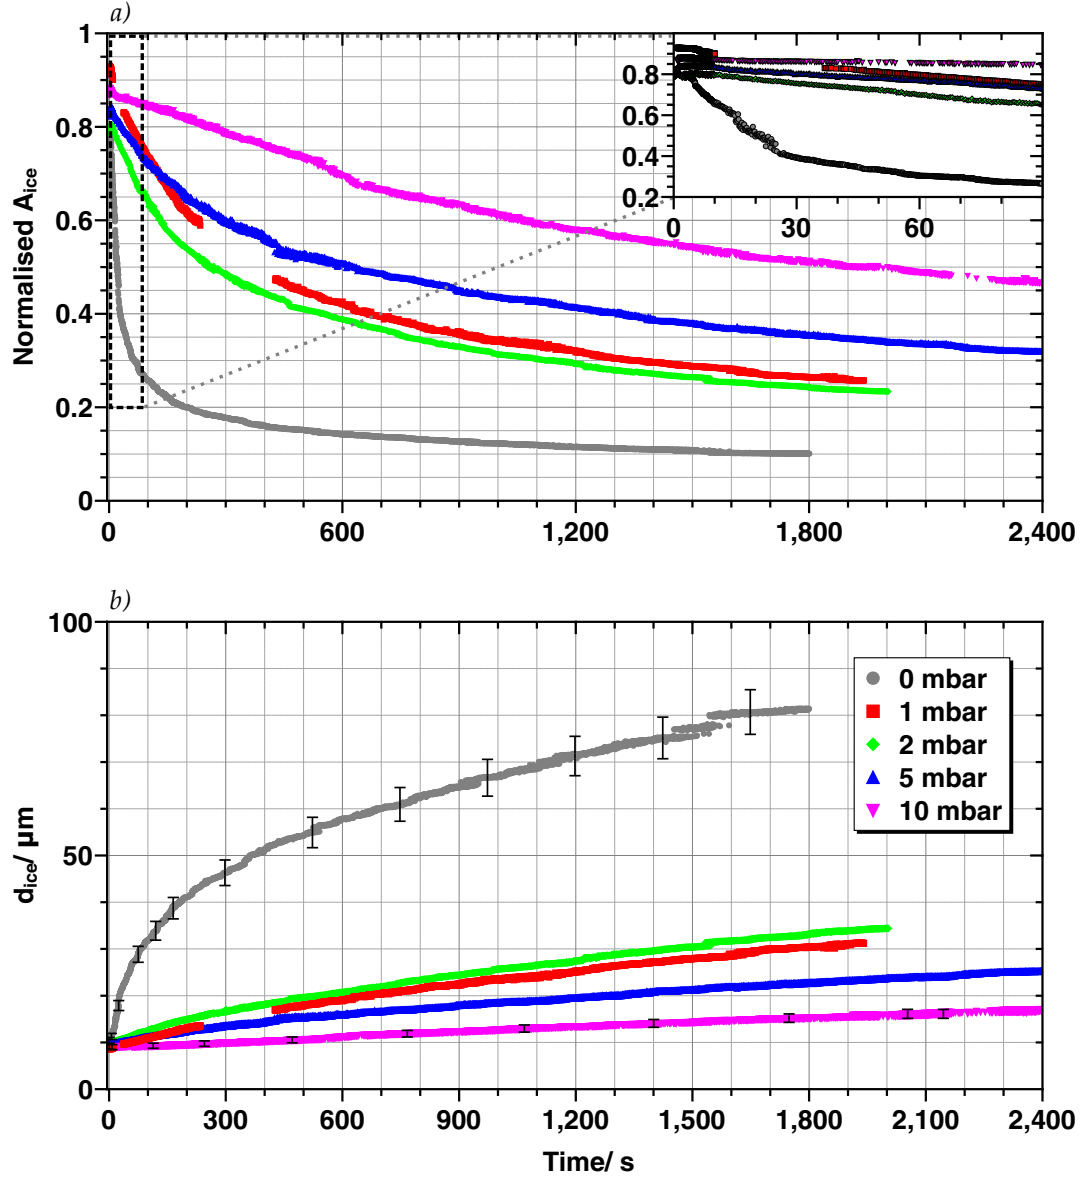 a)
1
0.8
0.6
0.4
0.2
0
Normalised Aice
0.8
0.6
0.4
0.2
0 30 60
0 600 1,200 1,800 2,400
b)
100
50
0
dice/ µm
0 mbar
1 mbar
2 mbar
5 mbar
10 mbar
0 300 600 900 1,200 1,500 1,800 2,100 2,400
Time/ s